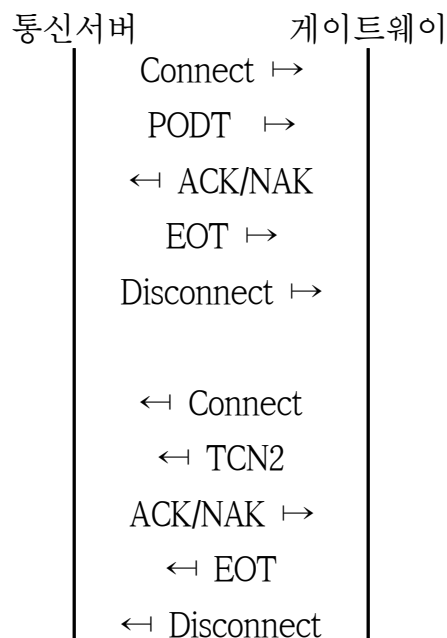 통신서버 게이트웨이
Connect ↦
PODT ↦
↤ ACK/NAK
EOT ↦
Disconnect ↦
↤ Connect
↤ TCN2
ACK/NAK ↦
↤ EOT
↤ Disconnect